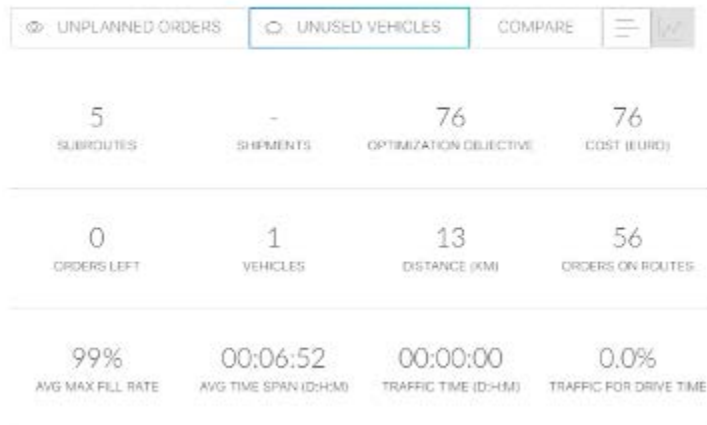 UNPLANNED ORDERS UNUSED VEHICLES COMPARE
5 - 76 76
SUBROUTES SHIPMENTS OPTIMIZATION OBJECTIVE COST (EURO)
0 1 13 56
ORDERS LEFT VEHICLES DISTANCE (KM) ORDERS ON ROUTES
99% 00:06:52 00:00:00 0.0%
AVG MAX FILL RATE AVG TIME SPAN (D:H:M) TRAFFIC TIME (D:H:M) TRAFFIC FOR DRIVE TIME